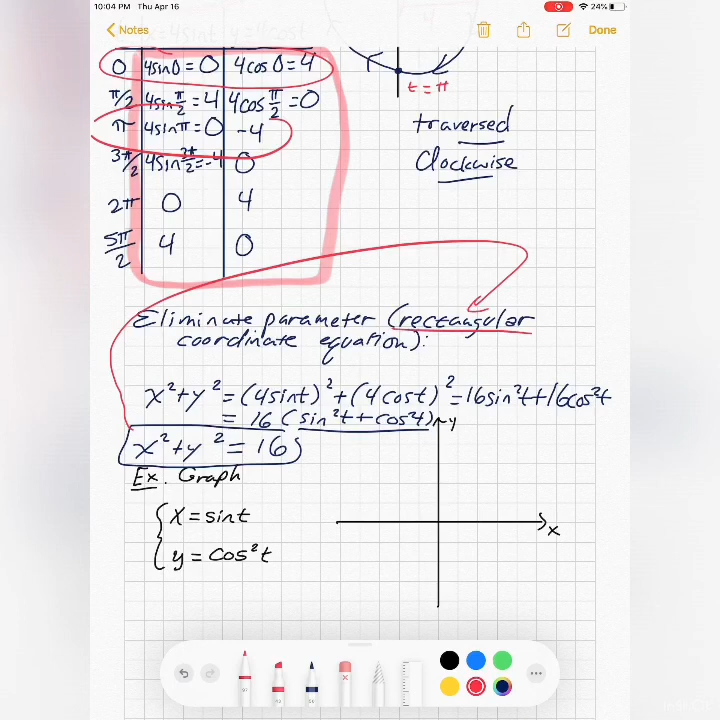 10:04 PM Thu Apr 16
24%
Notes
Done
0 4sin0 = 0 4cos0 = 4
π/2 4sin π/2 = 4 4cos π/2 = 0
π 4sinπ = 0 -4
3π/2 4sin 3π/2 = -4 0
2π 0 4
5π/2 4 0
t = π
traversed
Clockwise
Eliminate parameter (rectangular
coordinate equation):
x² + y² = (4sint)² + (4cost)² = 16sin²t + 16cos²t
= 16 (sin²t + cos²t)
x² + y² = 16
Ex. Graph
x = sint
y = cos²t
y
x